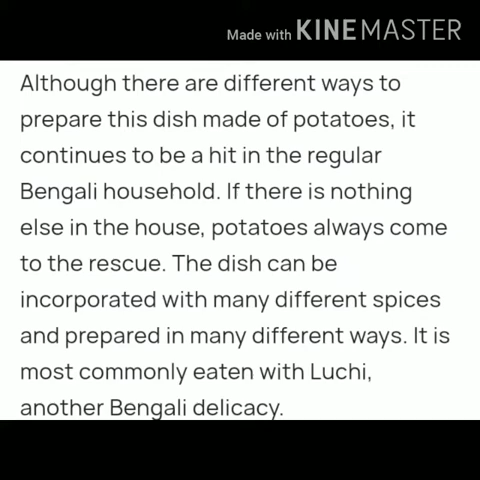 Made with KINEMASTER
Although there are different ways to
prepare this dish made of potatoes, it
continues to be a hit in the regular
Bengali household. If there is nothing
else in the house, potatoes always come
to the rescue. The dish can be
incorporated with many different spices
and prepared in many different ways. It is
most commonly eaten with Luchi,
another Bengali delicacy.